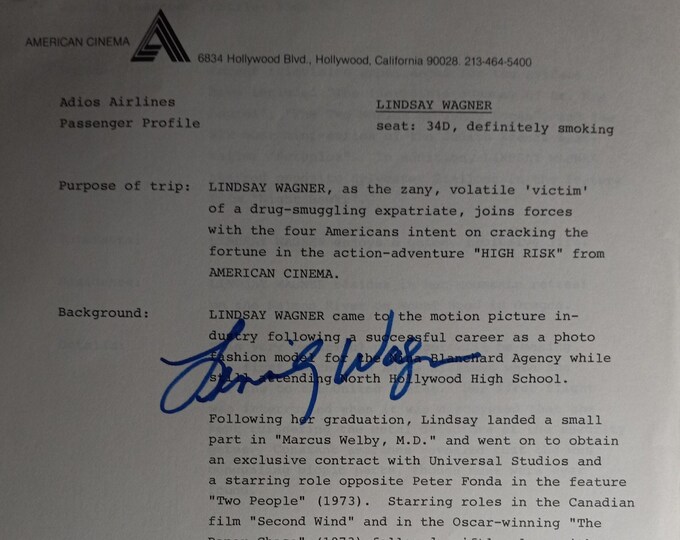 AMERICAN CINEMA
6834 Hollywood Blvd., Hollywood, California 90028. 213-464-5400
Adios Airlines LINDSAY WAGNER
Passenger Profile seat: 34D, definitely smoking
Purpose of trip: LINDSAY WAGNER, as the zany, volatile 'victim'
of a drug-smuggling expatriate, joins forces
with the four Americans intent on cracking the
fortune in the action-adventure "HIGH RISK" from
AMERICAN CINEMA.
Background: LINDSAY WAGNER came to the motion picture in-
dustry following a successful career as a photo
fashion model for the Blanchard Agency while
still attending North Hollywood High School.
Lindsay Wagner
Following her graduation, Lindsay landed a small
part in "Marcus Welby, M.D." and went on to obtain
an exclusive contract with Universal Studios and
a starring role opposite Peter Fonda in the feature
"Two People" (1973). Starring roles in the Canadian
film "Second Wind" and in the Oscar-winning "The